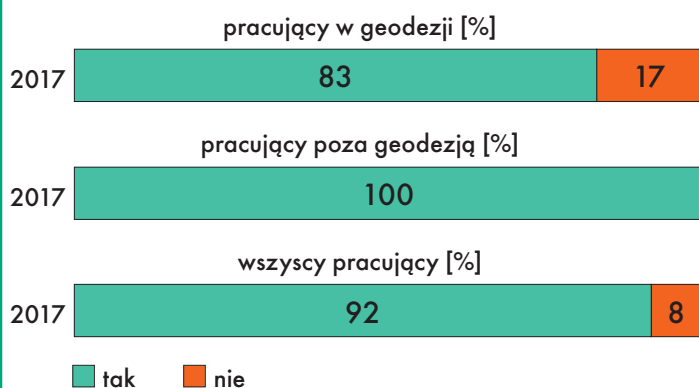 pracujący w geodezji [%]
2017 83 17
pracujący poza geodezją [%]
2017 100
wszyscy pracujący [%]
2017 92 8
tak nie